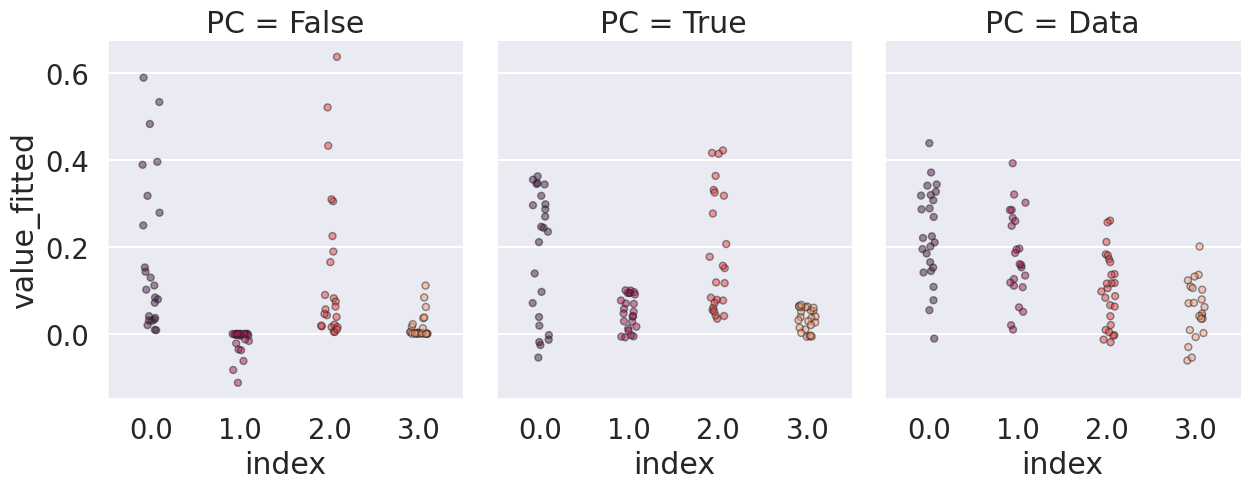 PC = False
PC = True
PC = Data
value_fitted
0.6
0.4
0.2
0.0
0.0 1.0 2.0 3.0
0.0 1.0 2.0 3.0
0.0 1.0 2.0 3.0
index
index
index